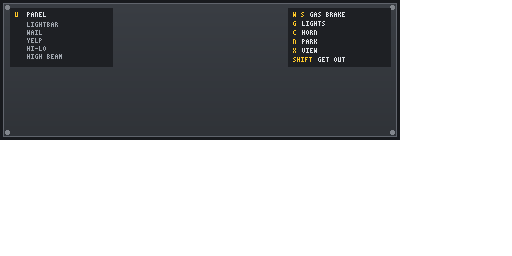 U PANEL
LIGHTBAR
WAIL
YELP
HI-LO
HIGH BEAM
W S GAS BRAKE
G LIGHTS
C HORN
R PARK
X VIEW
SHIFT GET OUT